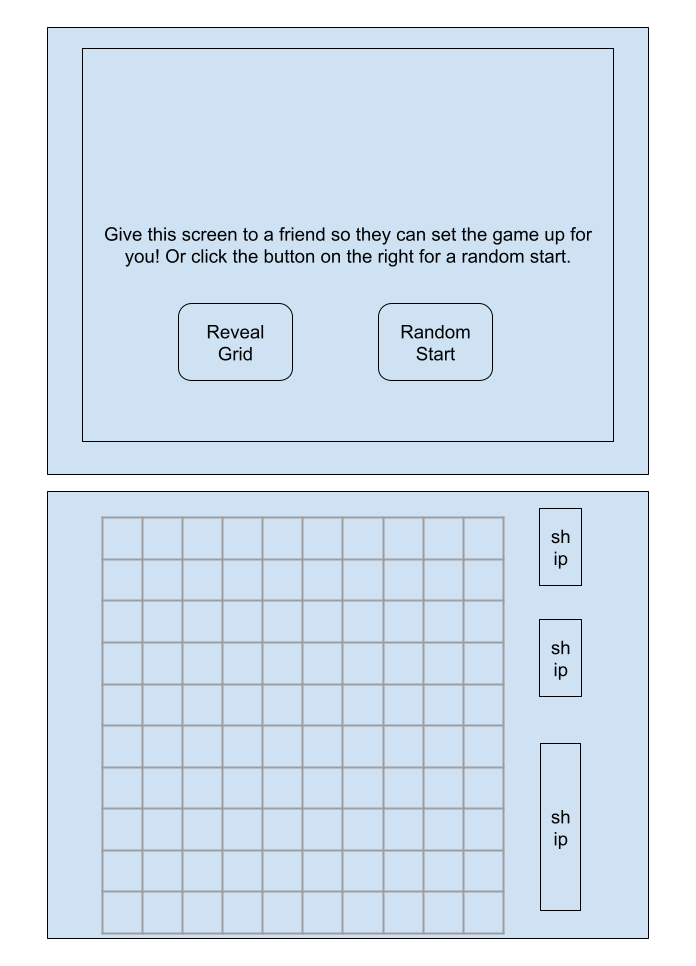 Give this screen to a friend so they can set the game up for
you! Or click the button on the right for a random start.
Reveal
Grid
Random
Start
sh
ip
sh
ip
sh
ip